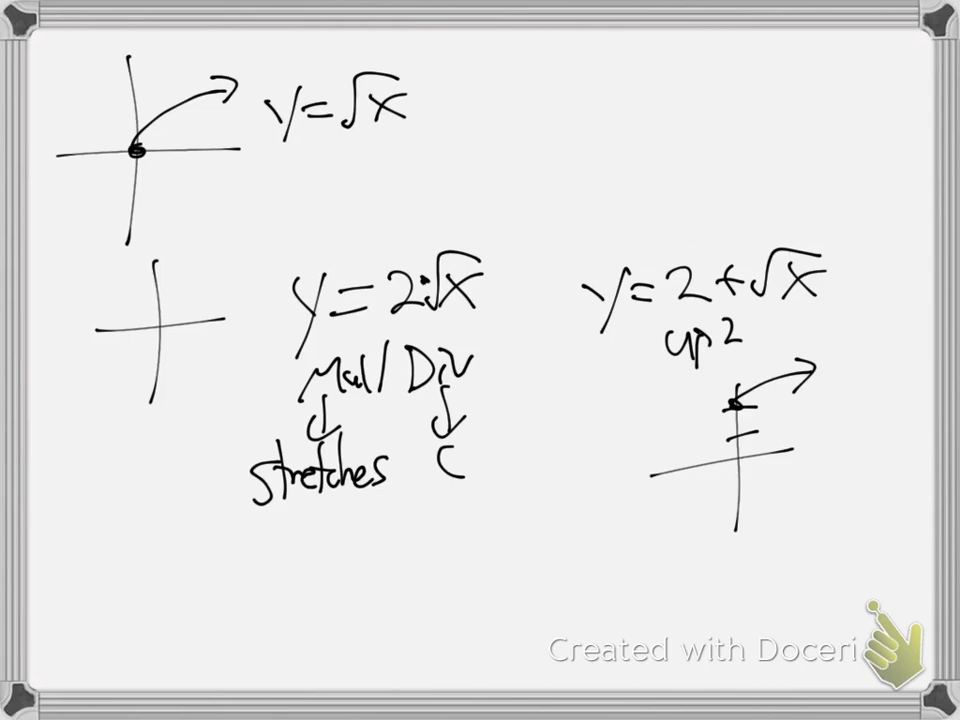 y=√x
y=2·√x
y=2+√x
up 2
Mul/Div
stretches C
Created with Doceri